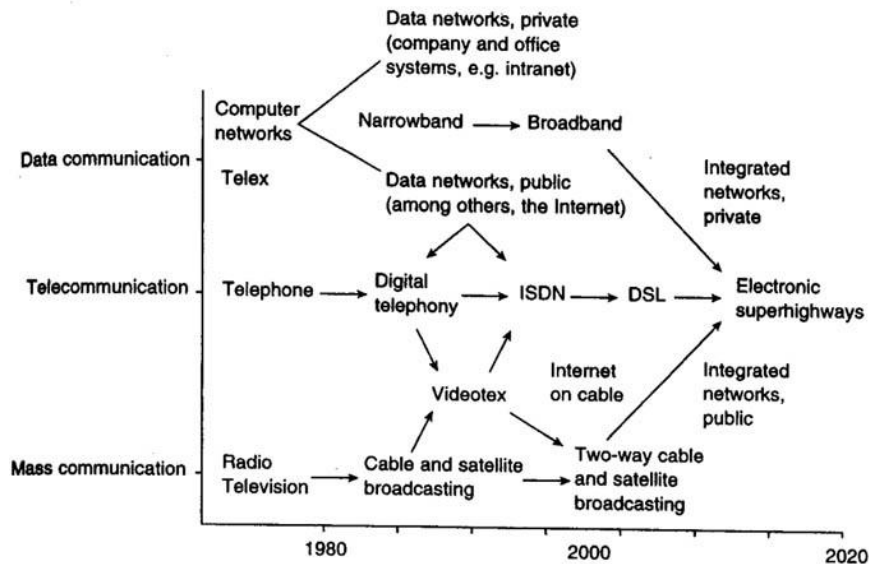 Data networks, private
(company and office
systems, e.g. intranet)
Computer
networks
Narrowband
Broadband
Data communication
Integrated
networks,
private
Telex
Data networks, public
(among others, the Internet)
Telecommunication
Telephone
Digital
telephony
ISDN
DSL
Electronic
superhighways
Videotex
Internet
on cable
Integrated
networks,
public
Mass communication
Radio
Television
Cable and satellite
broadcasting
Two-way cable
and satellite
broadcasting
1980
2000
2020